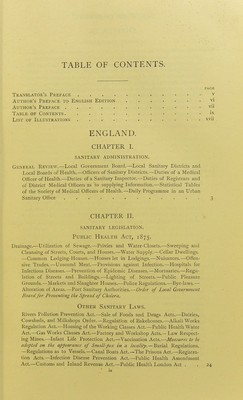 TABLE OF CONTENTS.
PAGE
TRANSLATOR'S PREFACE v
AUTHOR'S PREFACE TO ENGLISH EDITION xi
AUTHOR'S PREFACE xiii
TABLE OF CONTENTS ix
LIST OF ILLUSTRATIONS xvii
ENGLAND.
CHAPTER I.
SANITARY ADMINISTRATION.
GENERAL REVIEW.—Local Government Board.—Local Sanitary Districts and
Local Boards of Health.—Officers of Sanitary Districts.—Duties of a Medical
Officer of Health.—Duties of a Sanitary Inspector.—Duties of Registrars and
of District Medical Officers as to supplying Information.—Statistical Tables
of the Society of Medical Officers of Health.—Daily Programme in an Urban
Sanitary Office 3
CHAPTER II.
SANITARY LEGISLATION.
PUBLIC HEALTH ACT, 1875.
Drainage.—Utilization of Sewage.—Privies and Water-Closets.—Sweeping and
Cleansing of Streets, Courts, and Houses.—Water Supply.—Cellar Dwellings.
—Common Lodging-Houses.—Houses let in Lodgings.—Nuisances.—Offen-
sive Trades.—Unsound Meat.—Provisions against Infection.—Hospitals for
Infectious Diseases.—Prevention of Epidemic Diseases.—Mortuaries.—Regu-
lation of Streets and Buildings.—Lighting of Streets.—Public Pleasure
Grounds.—Markets and Slaughter Houses.—Police Regulations.—Bye-laws.—
Alteration of Areas.—Port Sanitary Authorities.—Order of Local Government
Board for Preventing the Spread of Cholera.
OTHER SANITARY LAWS.
Rivers Pollution Prevention Act.—Sale of Foods and Drugs Acts.—Dairies,
Cowsheds, and Milkshops Order.—Regulation of Bakehouses.—Alkali Works
Regulation Act.—Housing of the Working Classes Act.—Public Health Water
Act.—Gas Works Clauses Act.—Factory and Workshop Acts.—Law Respect-
ing Mines.—Infant Life Protection Act.—Vaccination Acts.—Measures to be
adopted on the appearance of Small-pox in a locality.—Burial Regulations.
—Regulations as to Vessels.—Canal Boats Act.—The Patent Act.—Registra-
tion Acts.—Infectious Disease Prevention Act.—Public Health Amendment
Act.—Customs and Inland Revenue Act.—Public Health London Act 24
ix